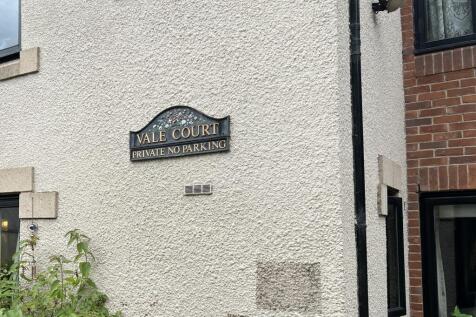 VALE COURT
PRIVATE NO PARKING